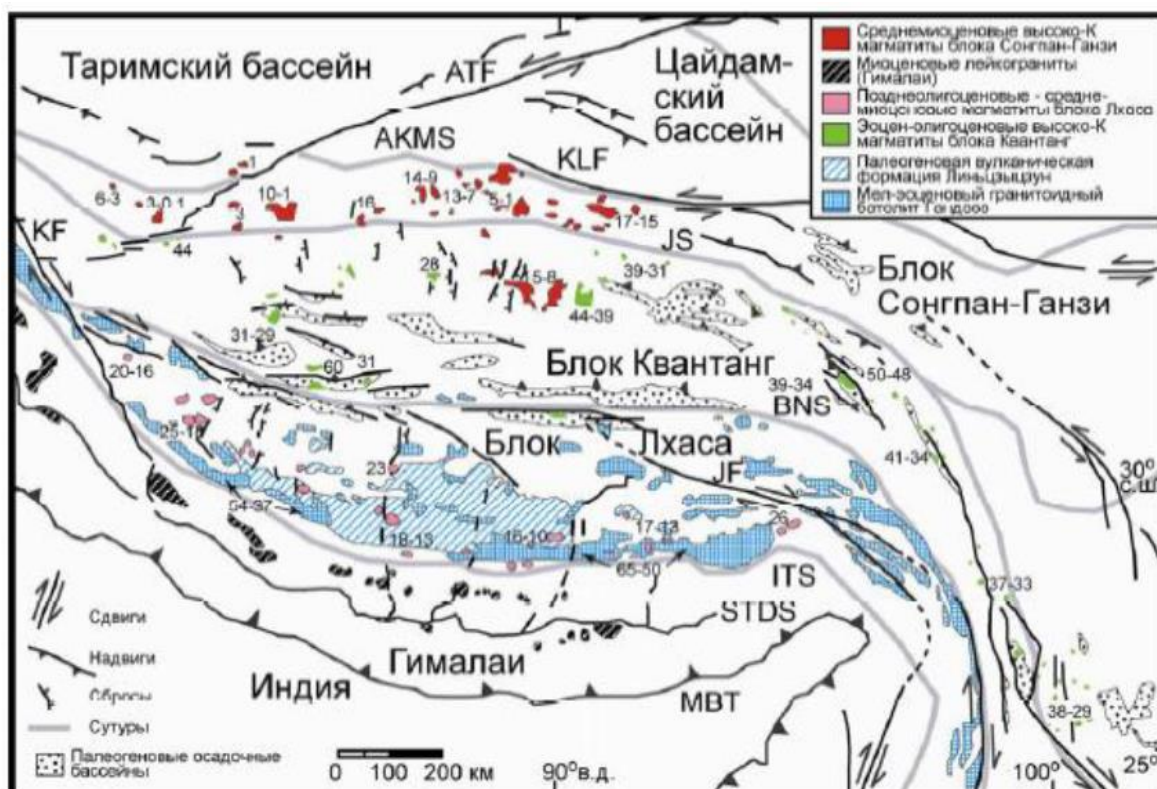 Таримский бассейн
ATF
Цайдам-
ский
бассейн
AKMS
KLF
Среднемиоценовые высоко-К
магматиты блока Сонгпан-Ганзи
Миоценовые лейкограниты
(Гималаи)
Позднеолигоценовые - средне-
миоценовые магматиты блока Лхаса
Эоцен-олигоценовые высоко-К
магматиты блока Квантанг
Палеогеновая вулканическая
формация Линьцзыцзун
Мел-эоценовый гранитоидный
батолит
1
6-3
3
10-1
16
14-9
13-7
5-1
17-15
KF
44
28
JS
39-31
44-39
Блок
Сонгпан-Ганзи
31-29
60
31
20-16
Блок Квантанг
39-34
50-48
BNS
Блок
Лхаса
41-34
JF
30°
с.ш
23
18-13
16-10
17-13
26
65-50
ITS
37-33
STDS
Гималаи
Индия
MBT
38-29
Сдвиги
Надвиги
Сбросы
Сутуры
Палеогеновые осадочные
бассейны
0 100 200 км
90°в.д.
100°
25°